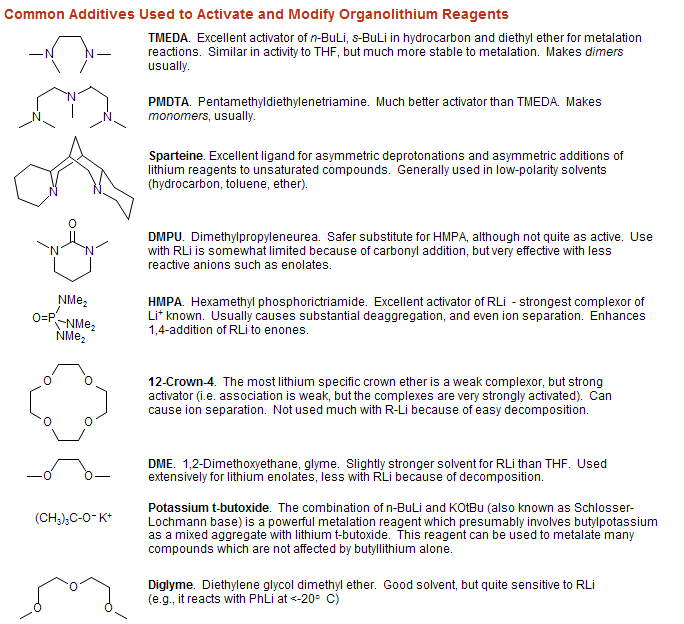 Common Additives Used to Activate and Modify Organolithium Reagents
TMEDA. Excellent activator of n-BuLi, s-BuLi in hydrocarbon and diethyl ether for metalation
reactions. Similar in activity to THF, but much more stable to metalation. Makes dimers
usually.
N
N
PMDTA. Pentamethyldiethylenetriamine. Much better activator than TMEDA. Makes
monomers, usually.
N
N
N
Sparteine. Excellent ligand for asymmetric deprotonations and asymmetric additions of
lithium reagents to unsaturated compounds. Generally used in low-polarity solvents
(hydrocarbon, toluene, ether).
N
N
O
N
N
DMPU. Dimethylpropyleneurea. Safer substitute for HMPA, although not quite as active. Use
with RLi is somewhat limited because of carbonyl addition, but very effective with less
reactive anions such as enolates.
NMe2
O=P
NMe2
NMe2
HMPA. Hexamethyl phosphorictriamide. Excellent activator of RLi - strongest complexor of
Li+ known. Usually causes substantial deaggregation, and even ion separation. Enhances
1,4-addition of RLi to enones.
O
O
O
O
12-Crown-4. The most lithium specific crown ether is a weak complexor, but strong
activator (i.e. association is weak, but the complexes are very strongly activated). Can
cause ion separation. Not used much with R-Li because of easy decomposition.
O
O
DME. 1,2-Dimethoxyethane, glyme. Slightly stronger solvent for RLi than THF. Used
extensively for lithium enolates, less with RLi because of decomposition.
(CH3)3C-O- K+
Potassium t-butoxide. The combination of n-BuLi and KOtBu (also known as Schlosser-
Lochmann base) is a powerful metalation reagent which presumably involves butylpotassium
as a mixed aggregate with lithium t-butoxide. This reagent can be used to metalate many
compounds which are not affected by butyllithium alone.
O
O
O
Diglyme. Diethylene glycol dimethyl ether. Good solvent, but quite sensitive to RLi
(e.g., it reacts with PhLi at <-20° C)